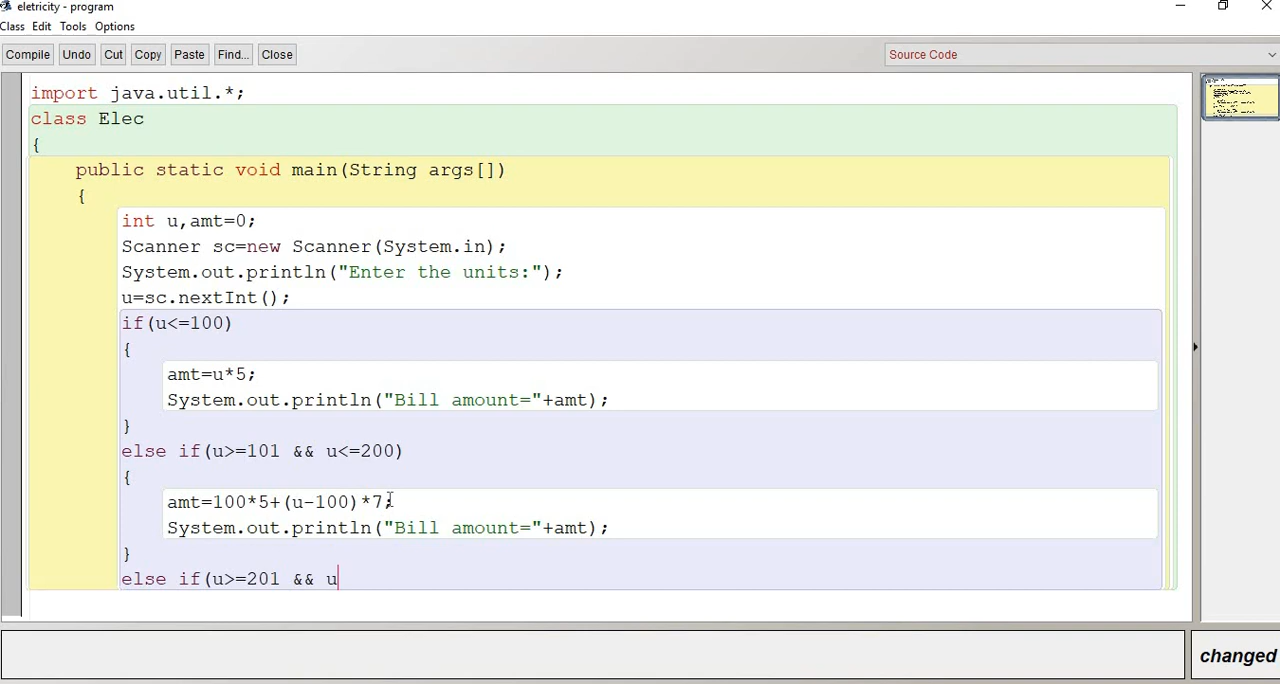 eletricity - program
Class Edit Tools Options
Compile Undo Cut Copy Paste Find... Close Source Code
import java.util.*;
class Elec
{
public static void main(String args[])
{
int u,amt=0;
Scanner sc=new Scanner(System.in);
System.out.println("Enter the units:");
u=sc.nextInt();
if(u<=100)
{
amt=u*5;
System.out.println("Bill amount="+amt);
}
else if(u>=101 && u<=200)
{
amt=100*5+(u-100)*7;
System.out.println("Bill amount="+amt);
}
else if(u>=201 && u
changed